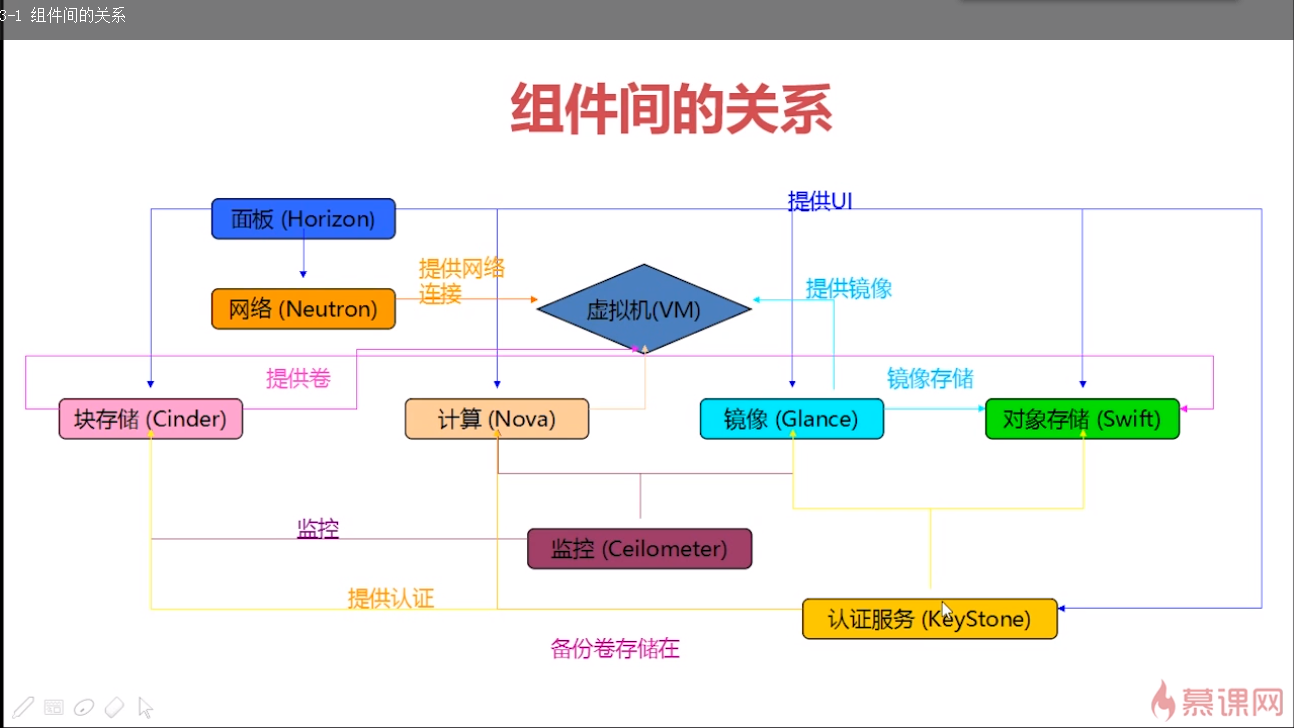 3-1 组件间的关系
组件间的关系
提供UI
面板 (Horizon)
提供网络
连接
提供镜像
网络 (Neutron)
虚拟机(VM)
提供卷
镜像存储
块存储 (Cinder)
计算 (Nova)
镜像 (Glance)
对象存储 (Swift)
监控
监控 (Ceilometer)
提供认证
认证服务 (KeyStone)
备份卷存储在
慕课网